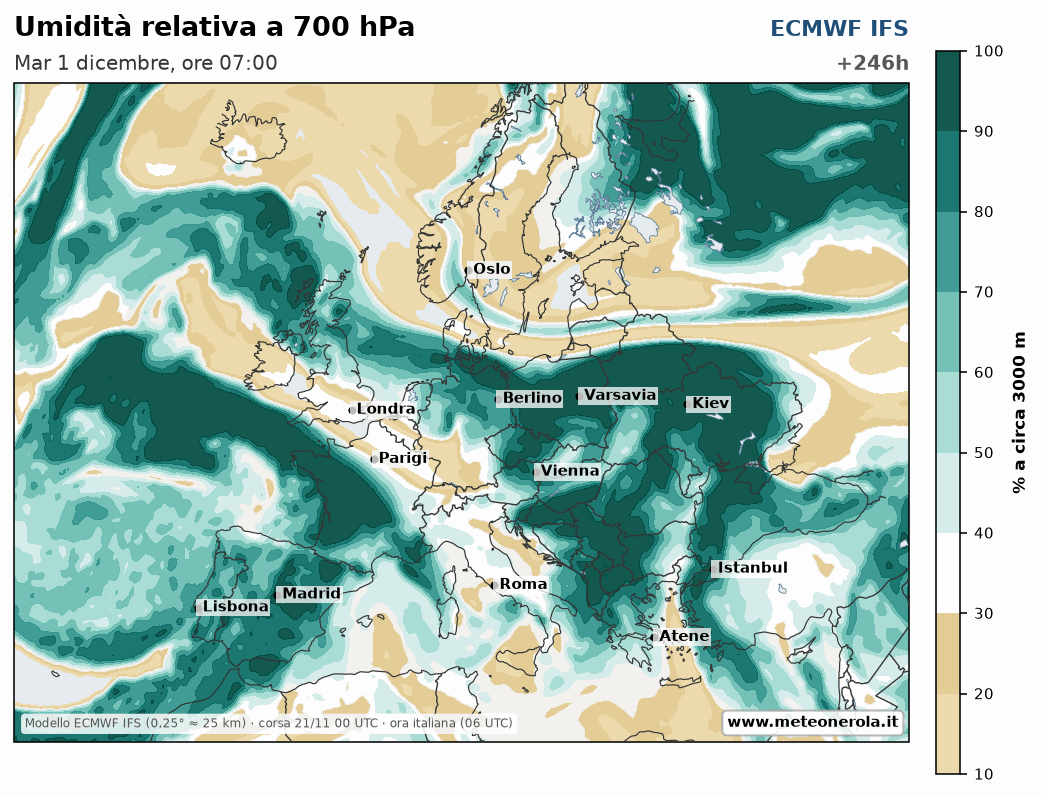 Umidità relativa a 700 hPa
ECMWF IFS
Mar 1 dicembre, ore 07:00
+246h
100
90
80
70
60
50
40
30
20
10
% a circa 3000 m
Oslo
Berlino
Varsavia
Kiev
Londra
Parigi
Vienna
Istanbul
Roma
Madrid
Lisbona
Atene
Modello ECMWF IFS (0,25° ≈ 25 km) · corsa 21/11 00 UTC · ora italiana (06 UTC)
www.meteonerola.it